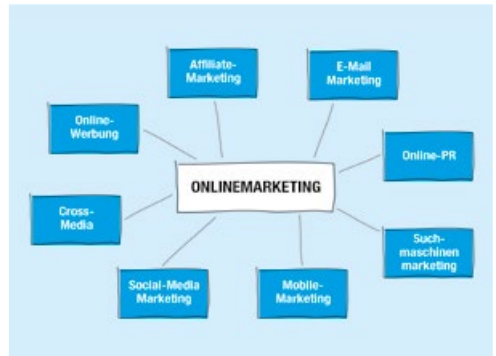 Affiliate-
Marketing
E-Mail
Marketing
Online-
Werbung
Online-PR
ONLINEMARKETING
Cross-
Media
Such-
maschinen
marketing
Social-Media
Marketing
Mobile-
Marketing